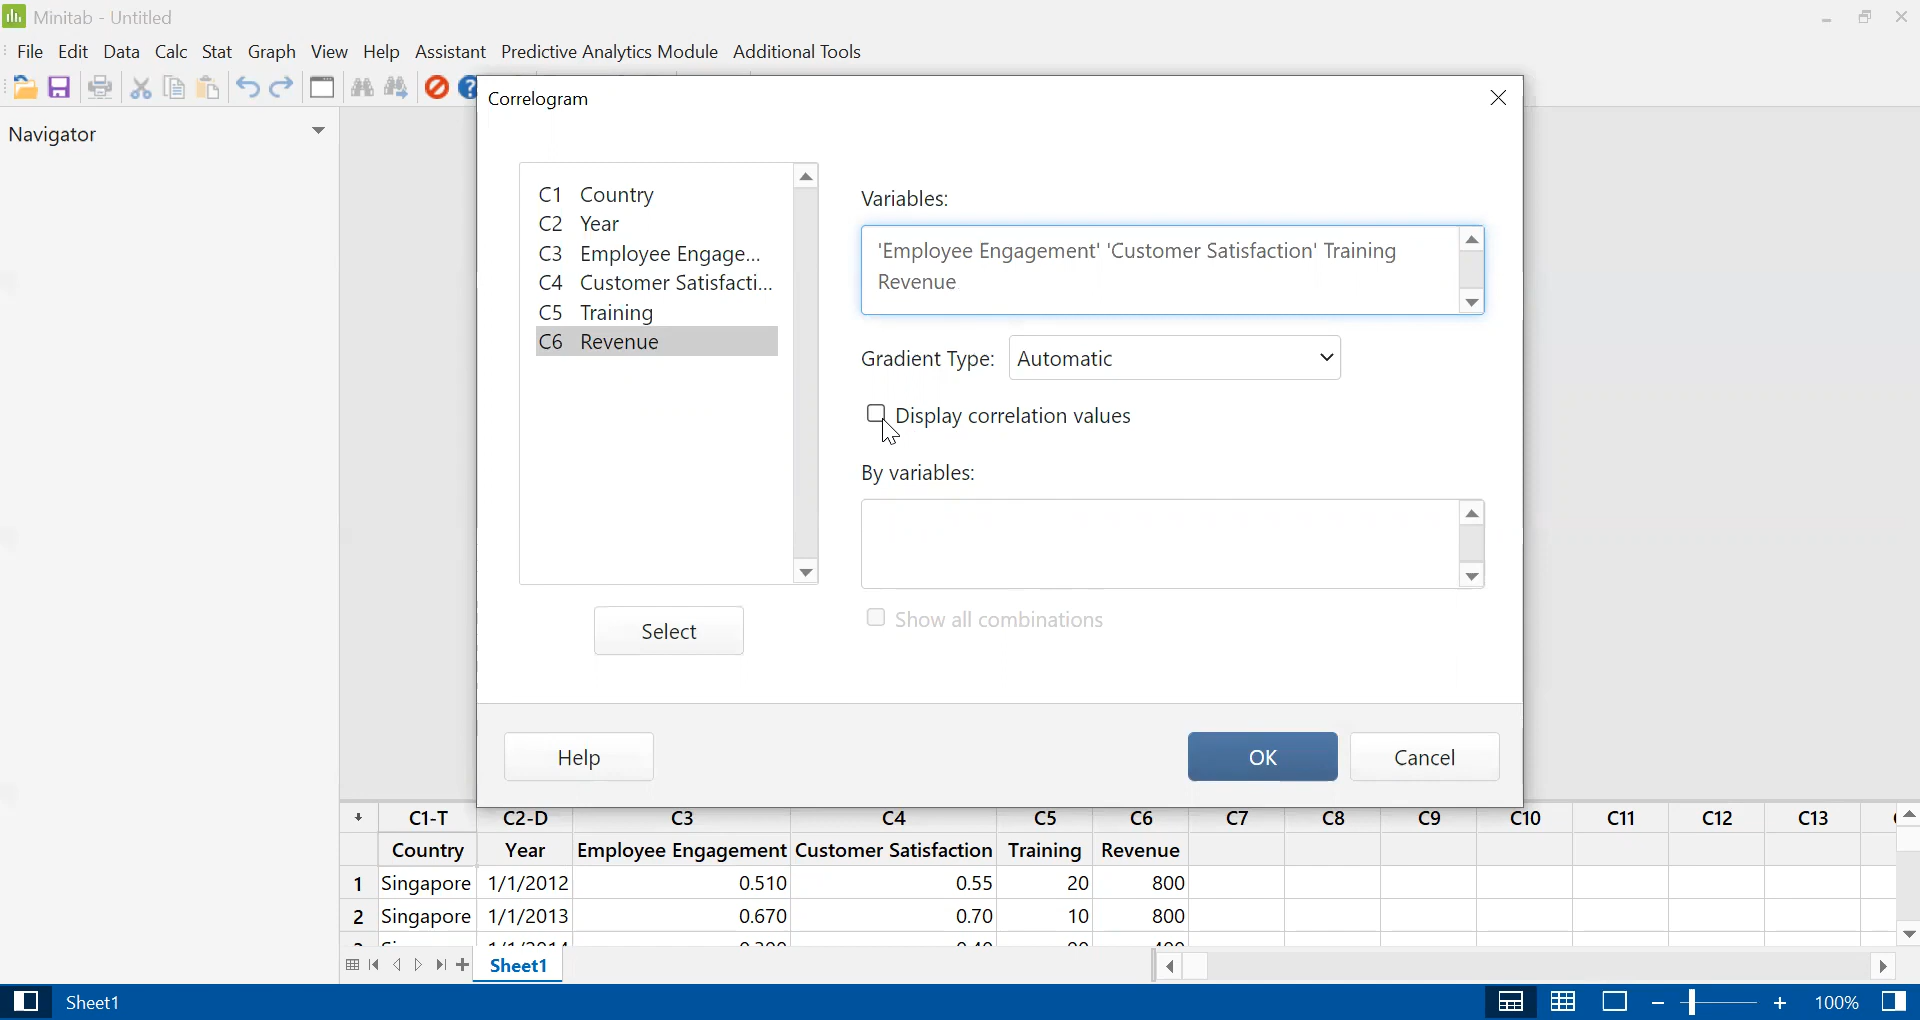 Minitab - Untitled
File Edit Data Calc Stat Graph View Help Assistant Predictive Analytics Module Additional Tools
Navigator
Correlogram
C1 Country
C2 Year
C3 Employee Engage...
C4 Customer Satisfacti...
C5 Training
C6 Revenue
Select
Variables:
'Employee Engagement' 'Customer Satisfaction' Training
Revenue
Gradient Type: Automatic
Display correlation values
By variables:
Show all combinations
Help OK Cancel
C1-T C2-D C3 C4 C5 C6 C7 C8 C9 C10 C11 C12 C13
Country Year Employee Engagement Customer Satisfaction Training Revenue
1 Singapore 1/1/2012 0.510 0.55 20 800
2 Singapore 1/1/2013 0.670 0.70 10 800
Sheet1
Sheet1 100%